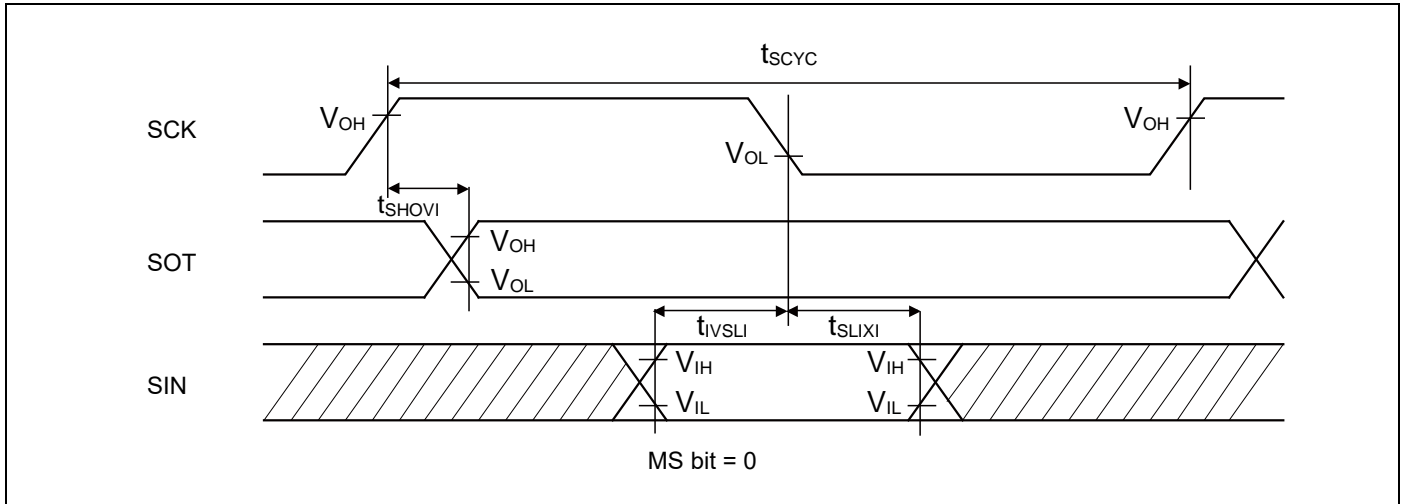 tSCYC
SCK
VOH
VOH
VOL
tSHOVI
SOT
VOH
VOL
tIVSLI
tSLIXI
SIN
VIH
VIH
VIL
VIL
MS bit = 0